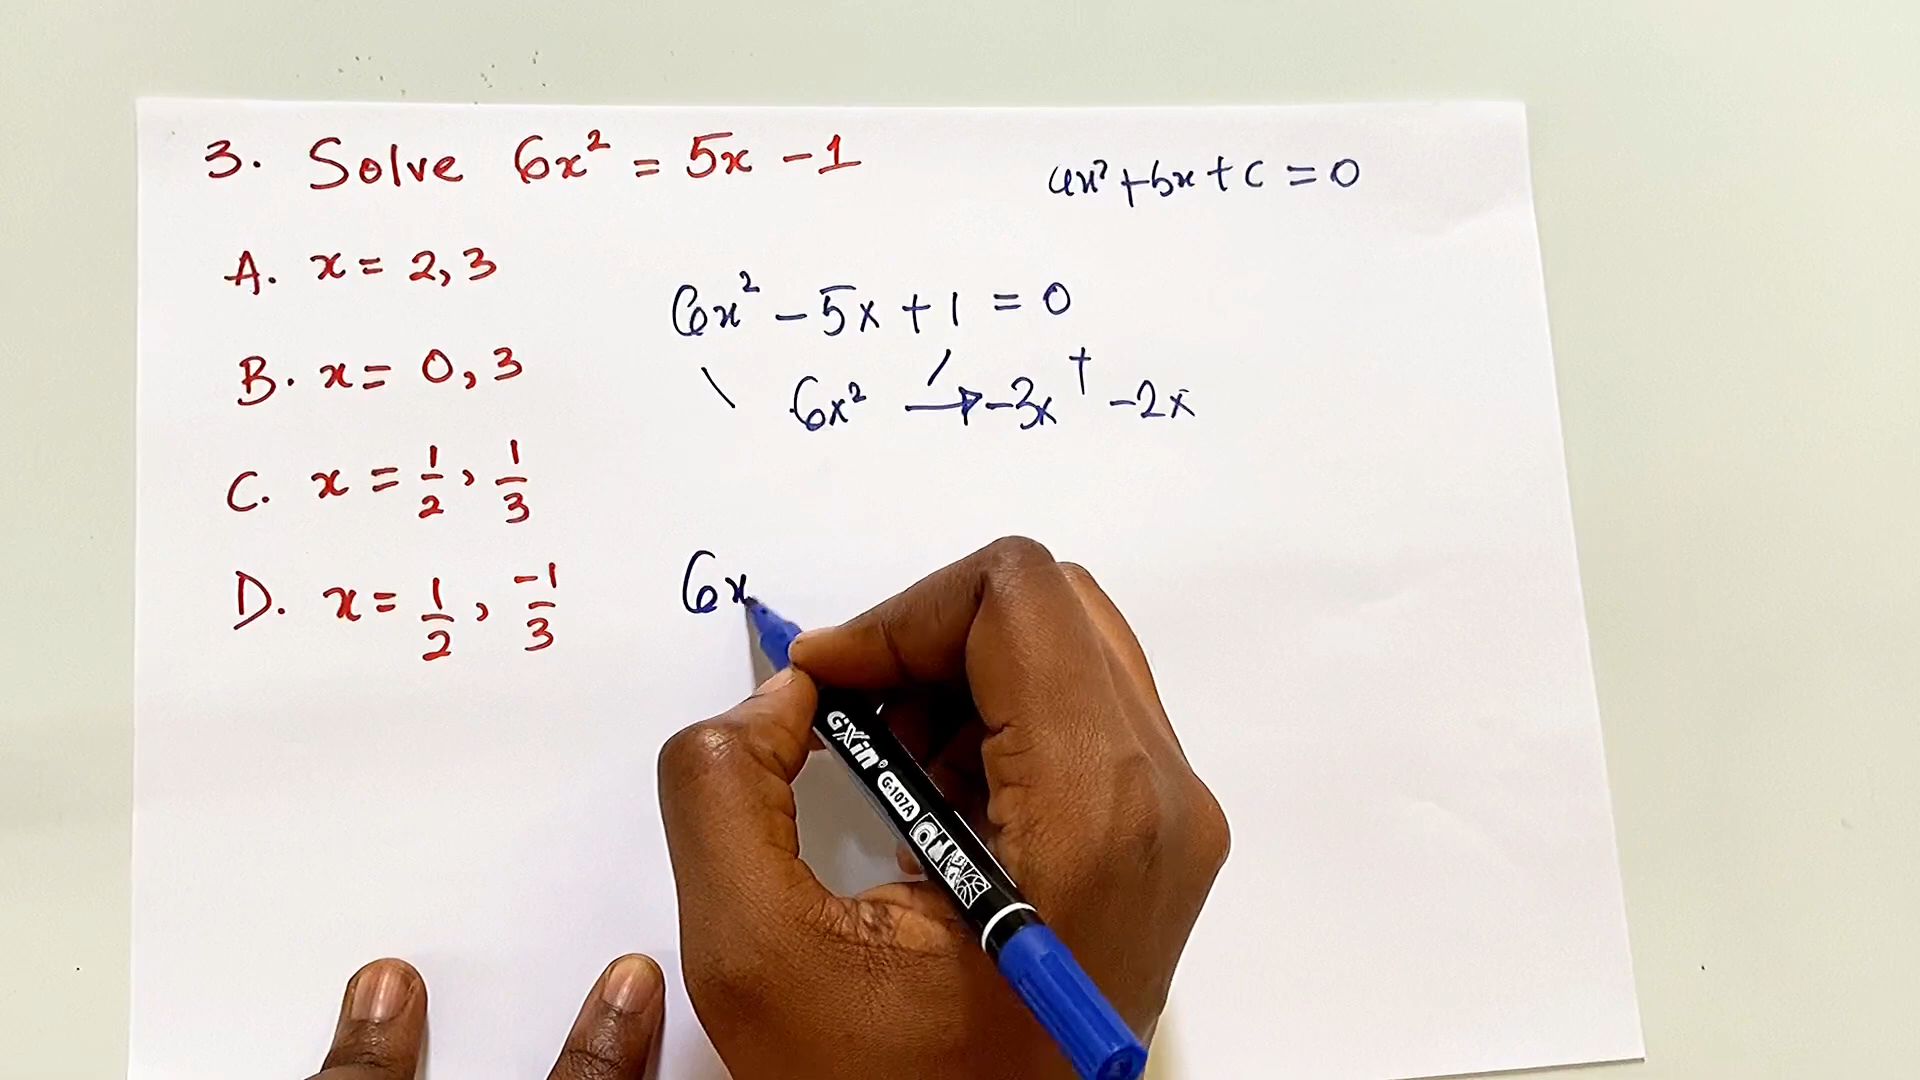 3. Solve 6x² = 5x - 1
ax² + bx + c = 0
A. x = 2, 3
6x² - 5x + 1 = 0
B. x = 0, 3
6x² → -3x + -2x
C. x = 1/2, 1/3
D. x = 1/2, -1/3
6x
GXin® G-107A